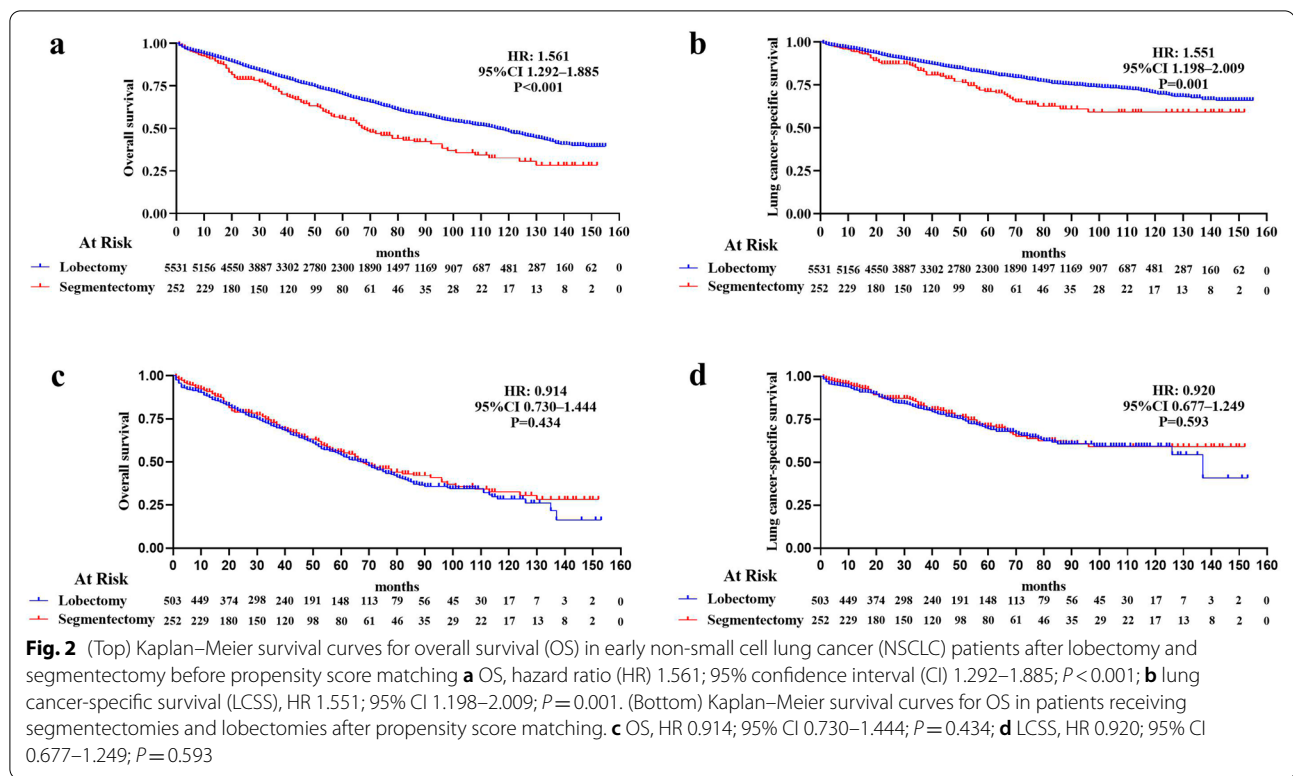 a
HR: 1.561
95%CI 1.292–1.885
P<0.001
Overall survival
1.00
0.75
0.50
0.25
0.00
0 10 20 30 40 50 60 70 80 90 100 110 120 130 140 150 160
months
At Risk
Lobectomy 5531 5156 4550 3887 3302 2780 2300 1890 1497 1169 907 687 481 287 160 62 0
Segmentectomy 252 229 180 150 120 99 80 61 46 35 28 22 17 13 8 2 0
b
HR: 1.551
95%CI 1.198–2.009
P=0.001
Lung cancer-specific survival
1.00
0.75
0.50
0.25
0.00
0 10 20 30 40 50 60 70 80 90 100 110 120 130 140 150 160
months
At Risk
Lobectomy 5531 5156 4550 3887 3302 2780 2300 1890 1497 1169 907 687 481 287 160 62 0
Segmentectomy 252 229 180 150 120 99 80 61 46 35 28 22 17 13 8 2 0
c
HR: 0.914
95%CI 0.730–1.444
P=0.434
Overall survival
1.00
0.75
0.50
0.25
0.00
0 10 20 30 40 50 60 70 80 90 100 110 120 130 140 150 160
months
At Risk
Lobectomy 503 449 374 298 240 191 148 113 79 56 45 30 17 7 3 2 0
Segmentectomy 252 229 180 150 120 98 80 61 46 35 29 22 17 13 8 2 0
d
HR: 0.920
95%CI 0.677–1.249
P=0.593
Lung cancer-specific survival
1.00
0.75
0.50
0.25
0.00
0 10 20 30 40 50 60 70 80 90 100 110 120 130 140 150 160
months
At Risk
Lobectomy 503 449 374 298 240 191 148 113 79 56 45 30 17 7 3 2 0
Segmentectomy 252 229 180 150 120 98 80 61 46 35 29 22 17 13 8 2 0
Fig. 2 (Top) Kaplan–Meier survival curves for overall survival (OS) in early non-small cell lung cancer (NSCLC) patients after lobectomy and
segmentectomy before propensity score matching a OS, hazard ratio (HR) 1.561; 95% confidence interval (CI) 1.292–1.885; P < 0.001; b lung
cancer-specific survival (LCSS), HR 1.551; 95% CI 1.198–2.009; P = 0.001. (Bottom) Kaplan–Meier survival curves for OS in patients receiving
segmentectomies and lobectomies after propensity score matching. c OS, HR 0.914; 95% CI 0.730–1.444; P = 0.434; d LCSS, HR 0.920; 95% CI
0.677–1.249; P = 0.593